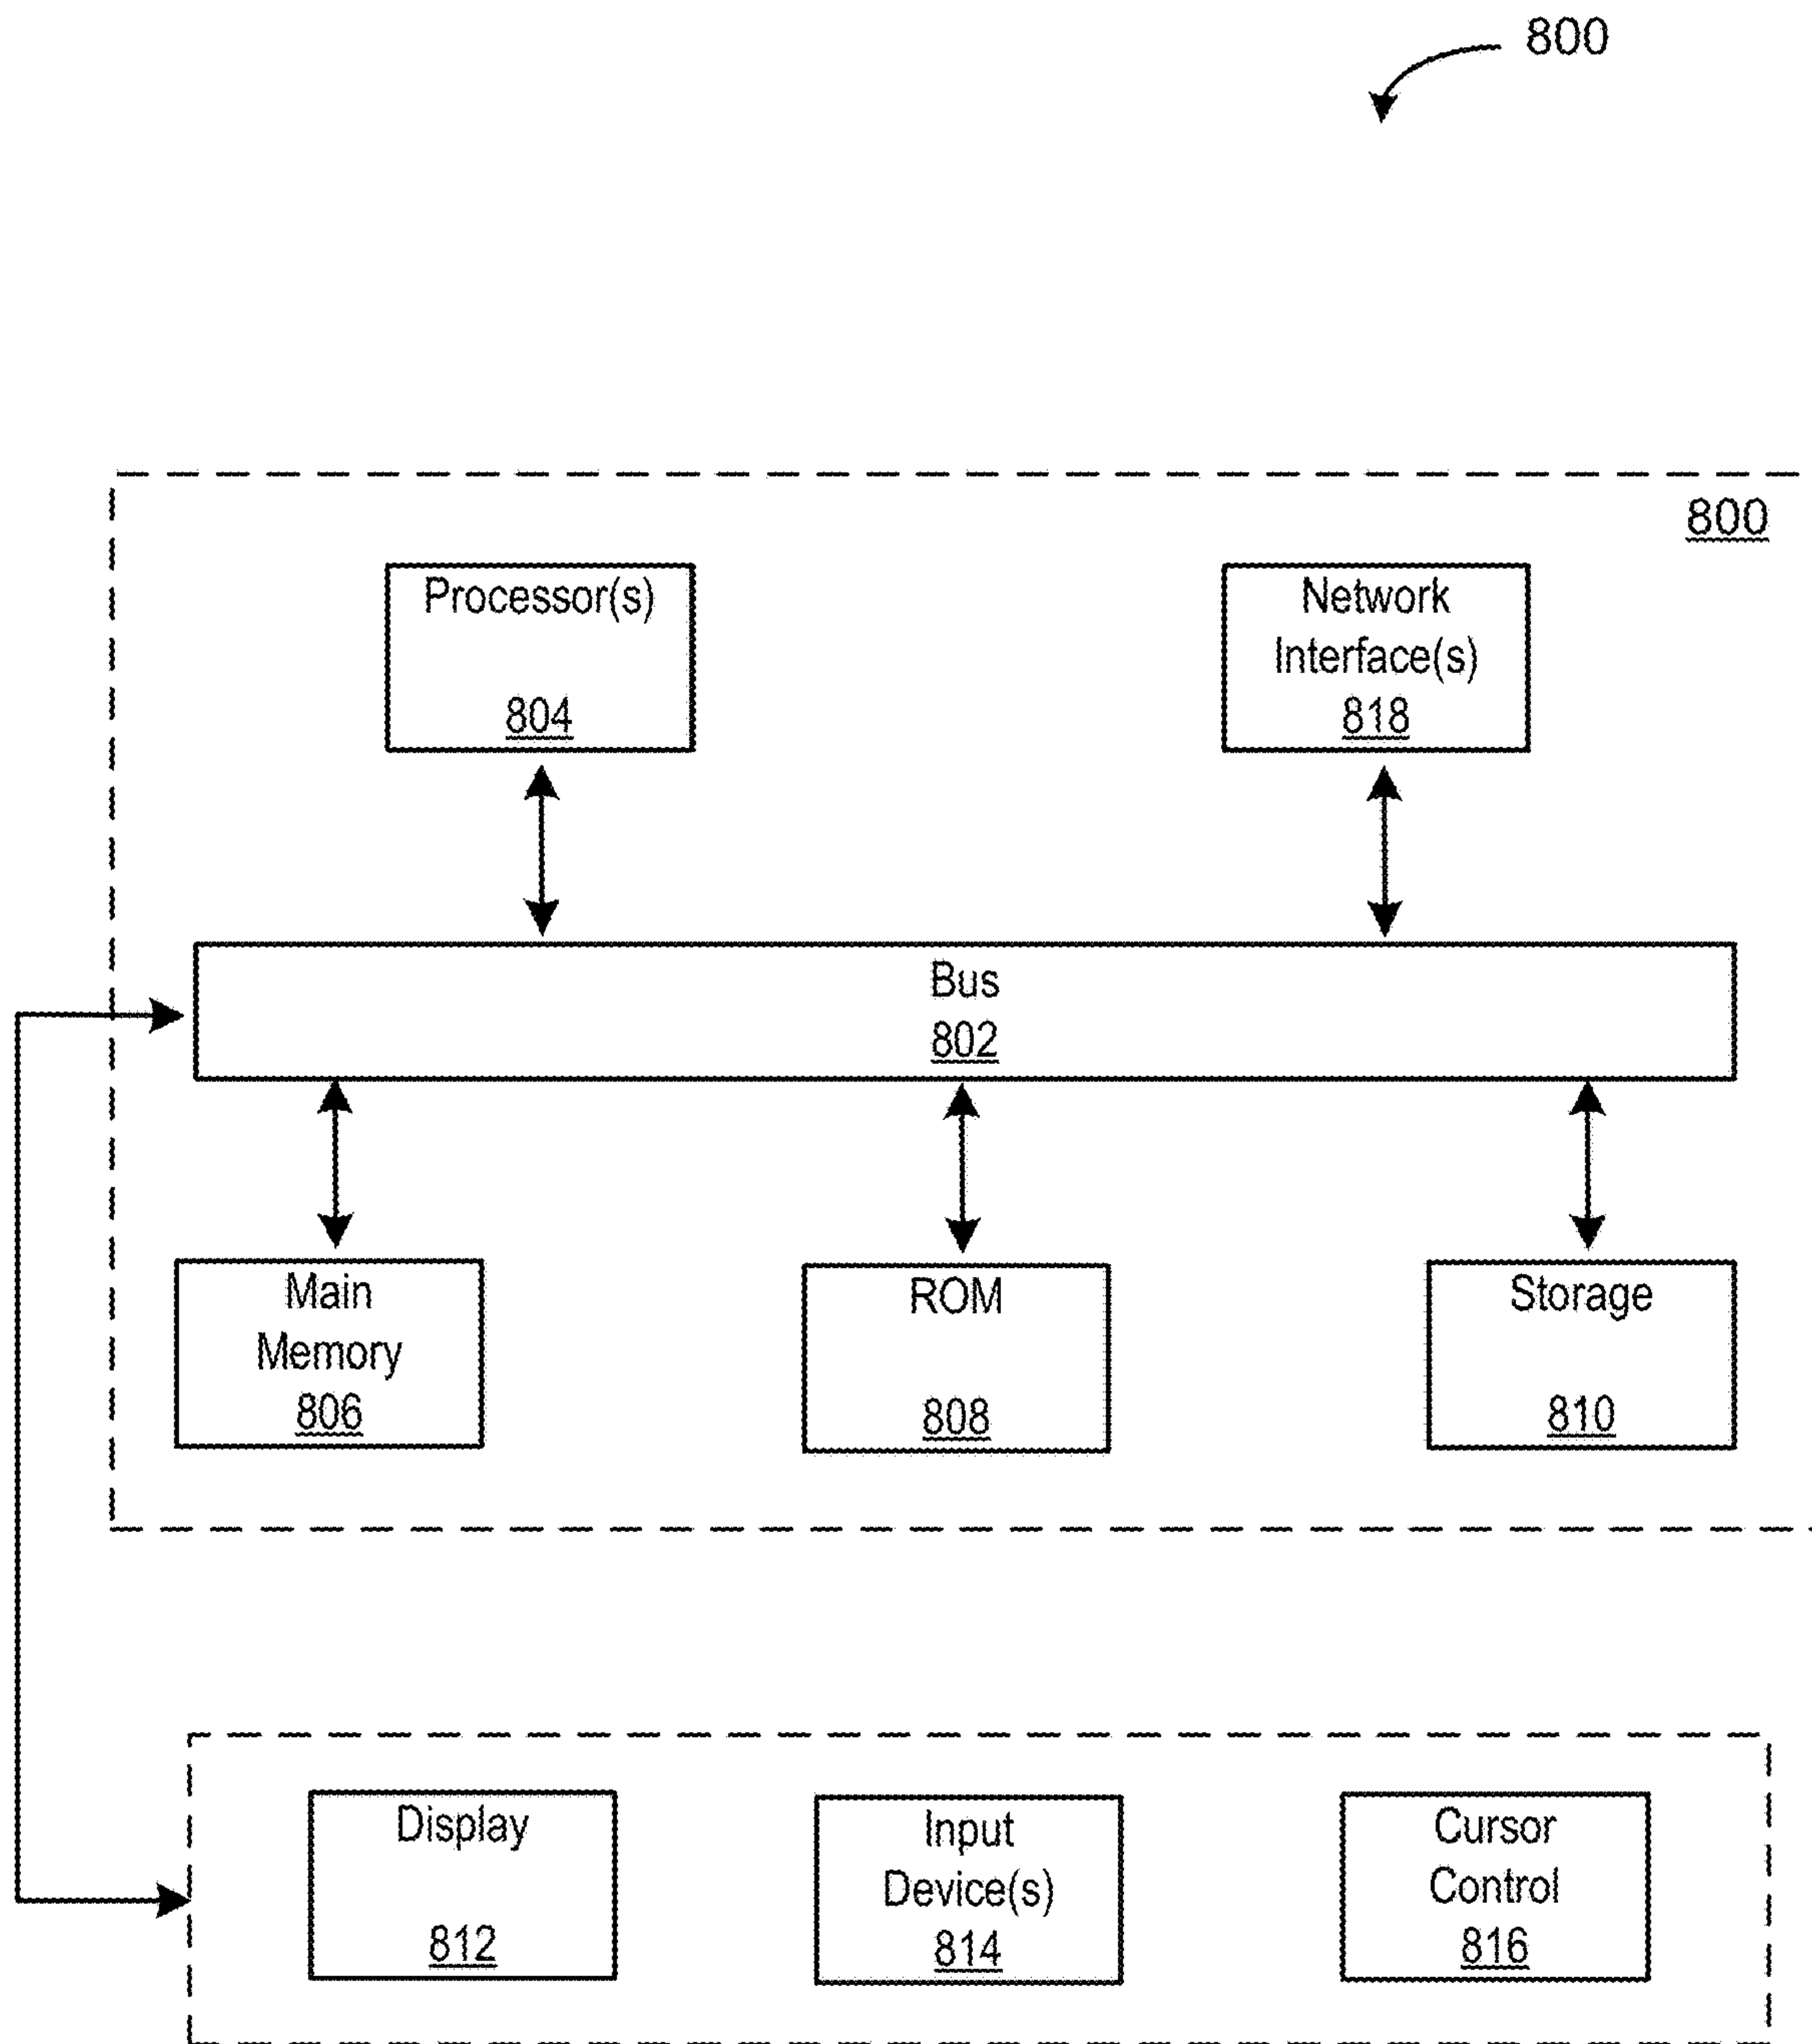 800
800
Processor(s)
804
Network
Interface(s)
818
Bus
802
Main
Memory
806
ROM
808
Storage
810
Display
812
Input
Device(s)
814
Cursor
Control
816